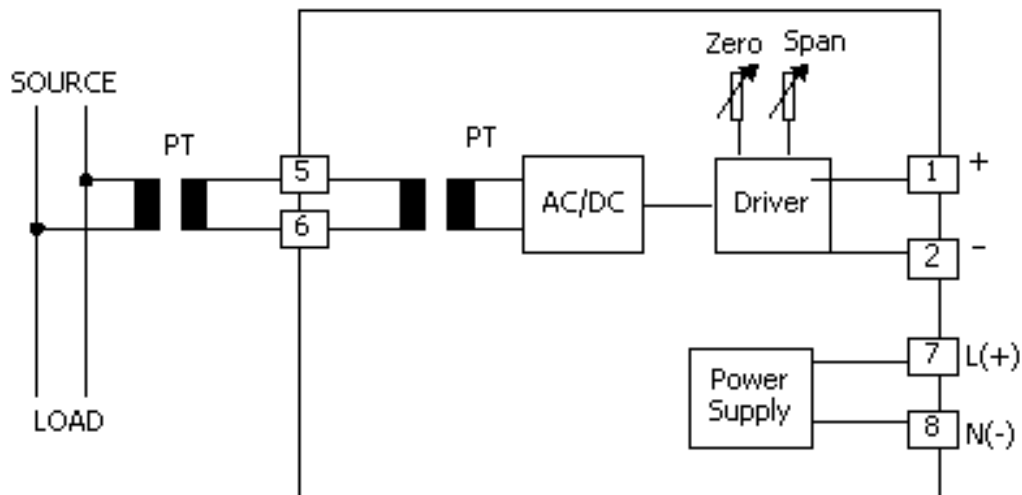 Zero
Span
SOURCE
PT
PT
5
6
AC/DC
Driver
1
+
2
-
Power
Supply
7
L(+)
8
N(-)
LOAD